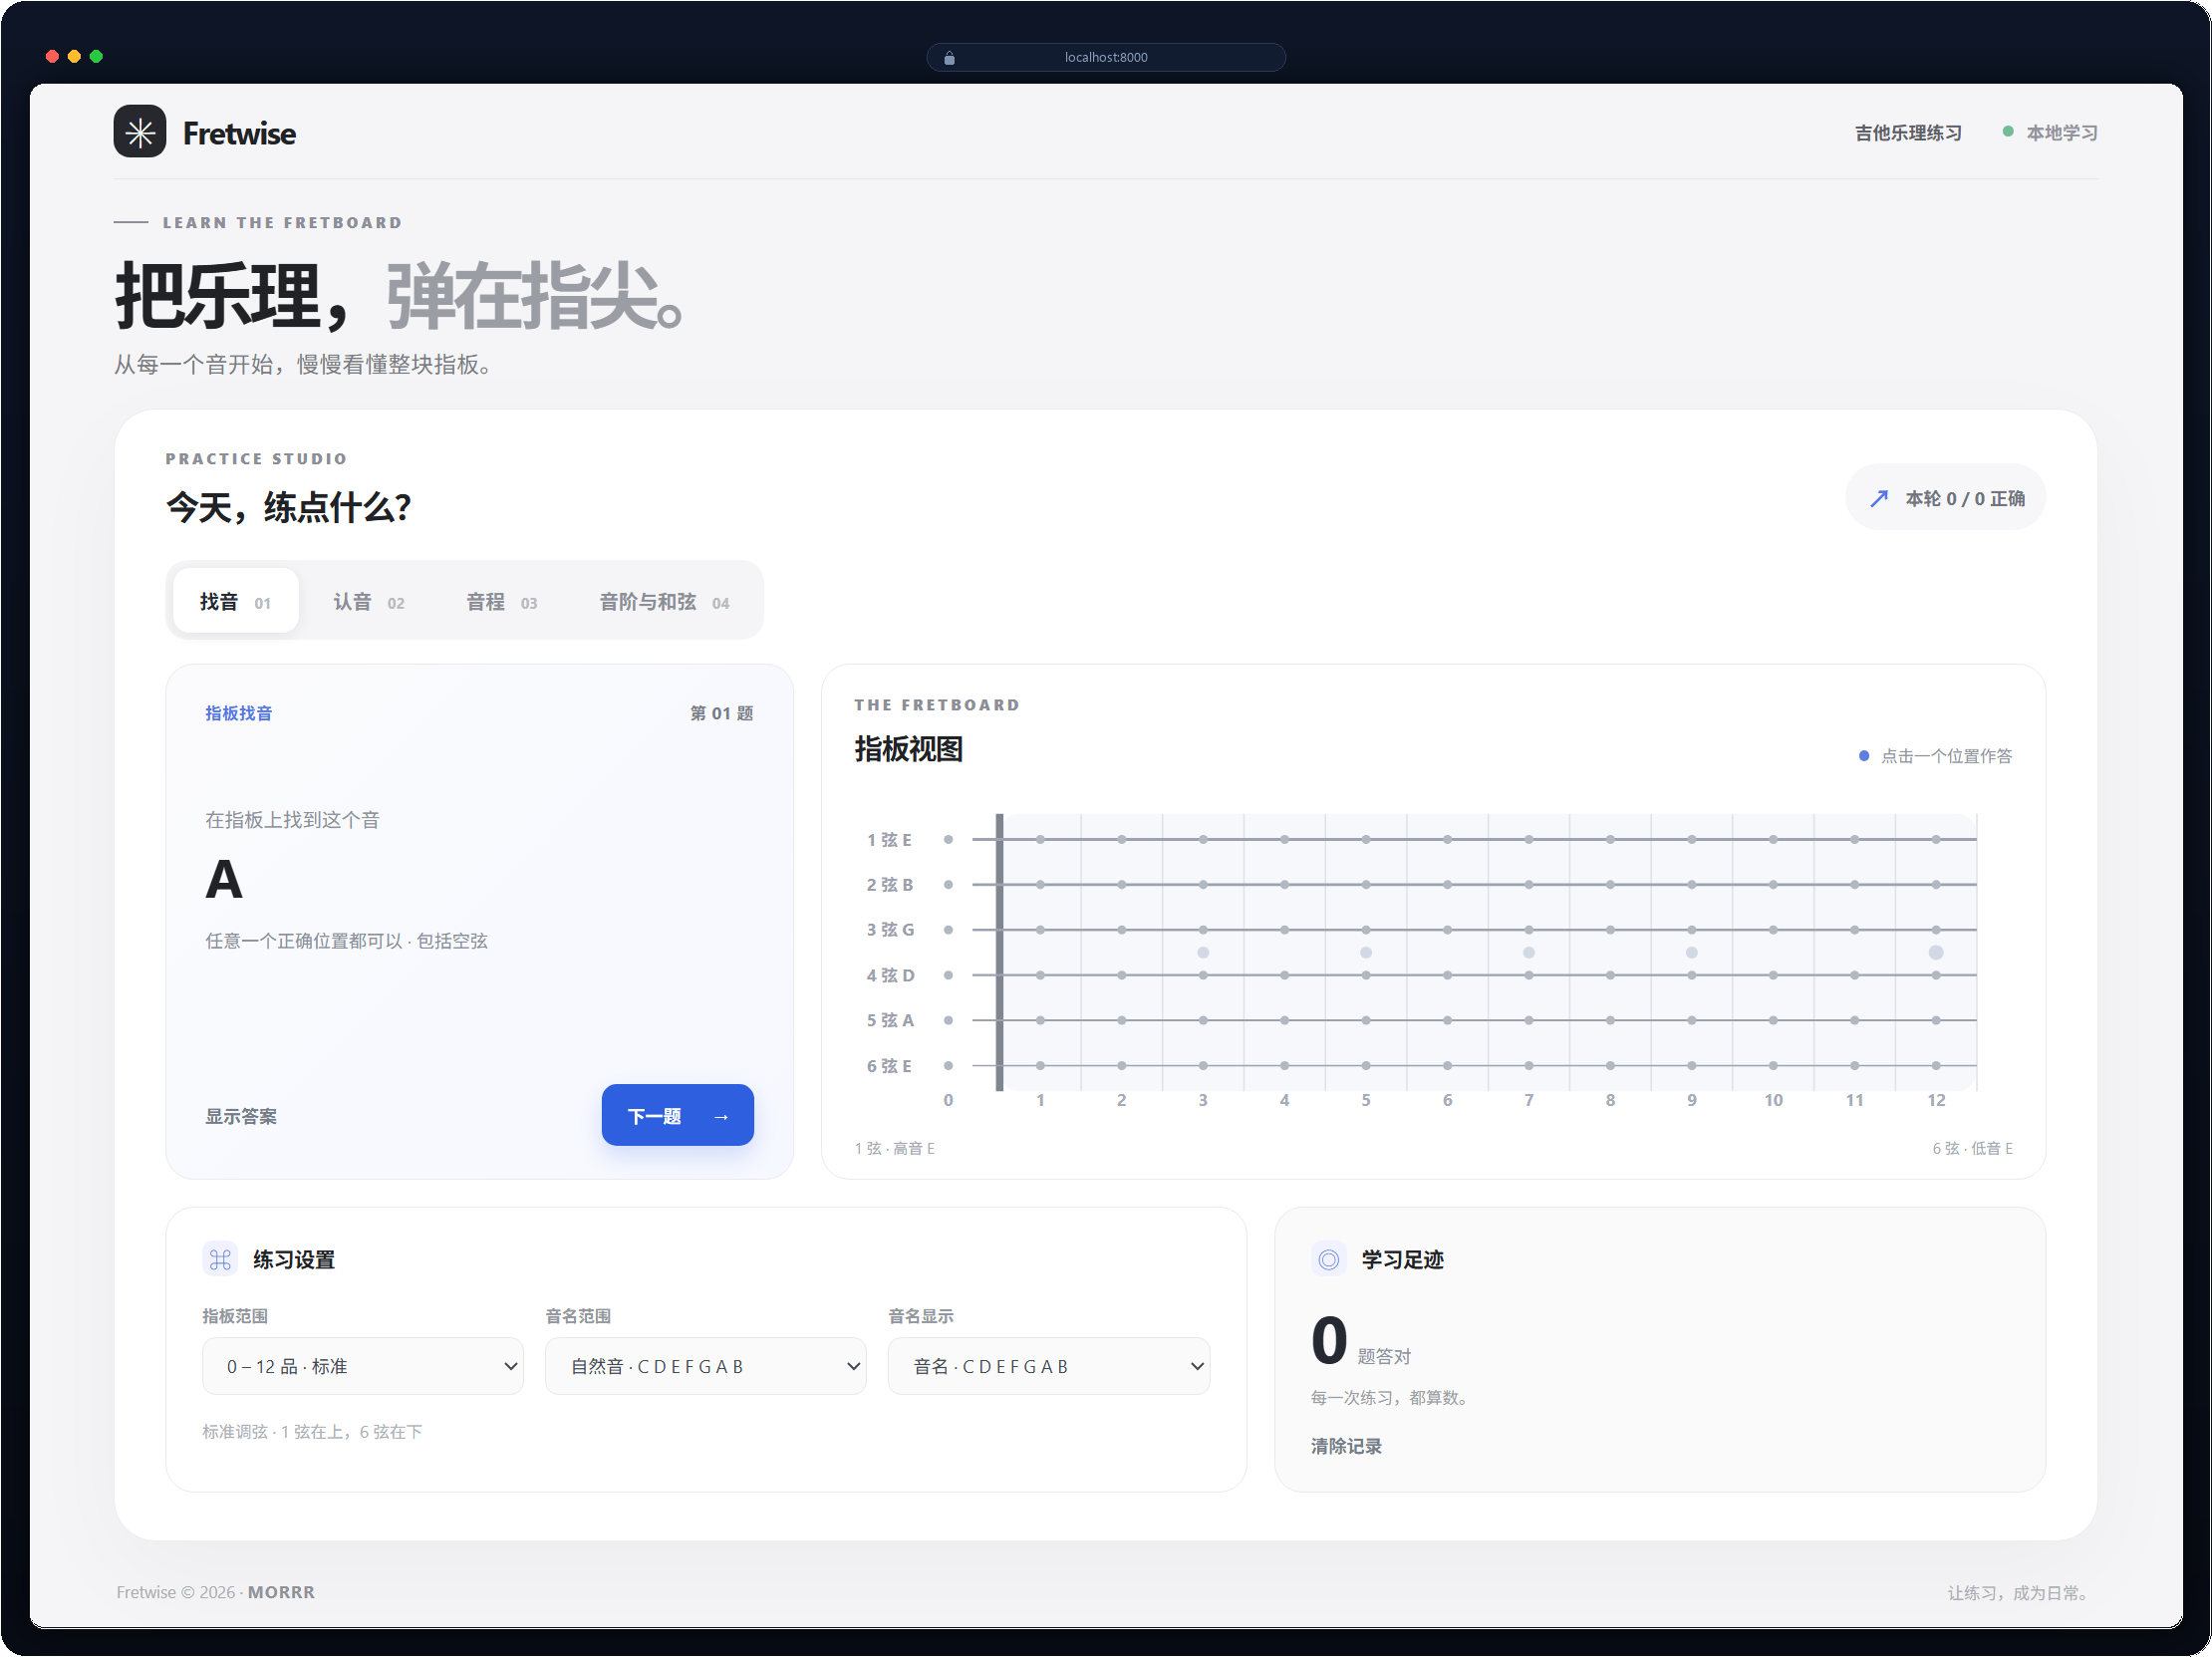 localhost:8000
Fretwise
吉他乐理练习
本地学习
LEARN THE FRETBOARD
把乐理，弹在指尖。
从每一个音开始，慢慢看懂整块指板。
PRACTICE STUDIO
今天，练点什么？
本轮 0 / 0 正确
找音 01
认音 02
音程 03
音阶与和弦 04
指板找音
第 01 题
在指板上找到这个音
A
任意一个正确位置都可以 · 包括空弦
显示答案
下一题 →
THE FRETBOARD
指板视图
点击一个位置作答
1 弦 E
2 弦 B
3 弦 G
4 弦 D
5 弦 A
6 弦 E
0 1 2 3 4 5 6 7 8 9 10 11 12
1 弦 · 高音 E
6 弦 · 低音 E
练习设置
指板范围
0 – 12 品 · 标准
音名范围
自然音 · C D E F G A B
音名显示
音名 · C D E F G A B
标准调弦 · 1 弦在上，6 弦在下
学习足迹
0 题答对
每一次练习，都算数。
清除记录
Fretwise © 2026 · MORRR
让练习，成为日常。